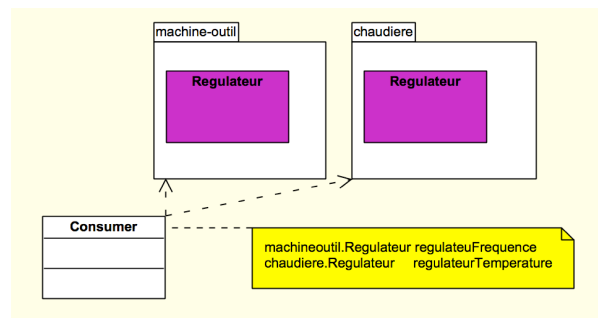 machine-outil
chaudiere
Regulateur
Regulateur
Consumer
machineoutil.Regulateur regulateuFrequence
chaudiere.Regulateur regulateurTemperature